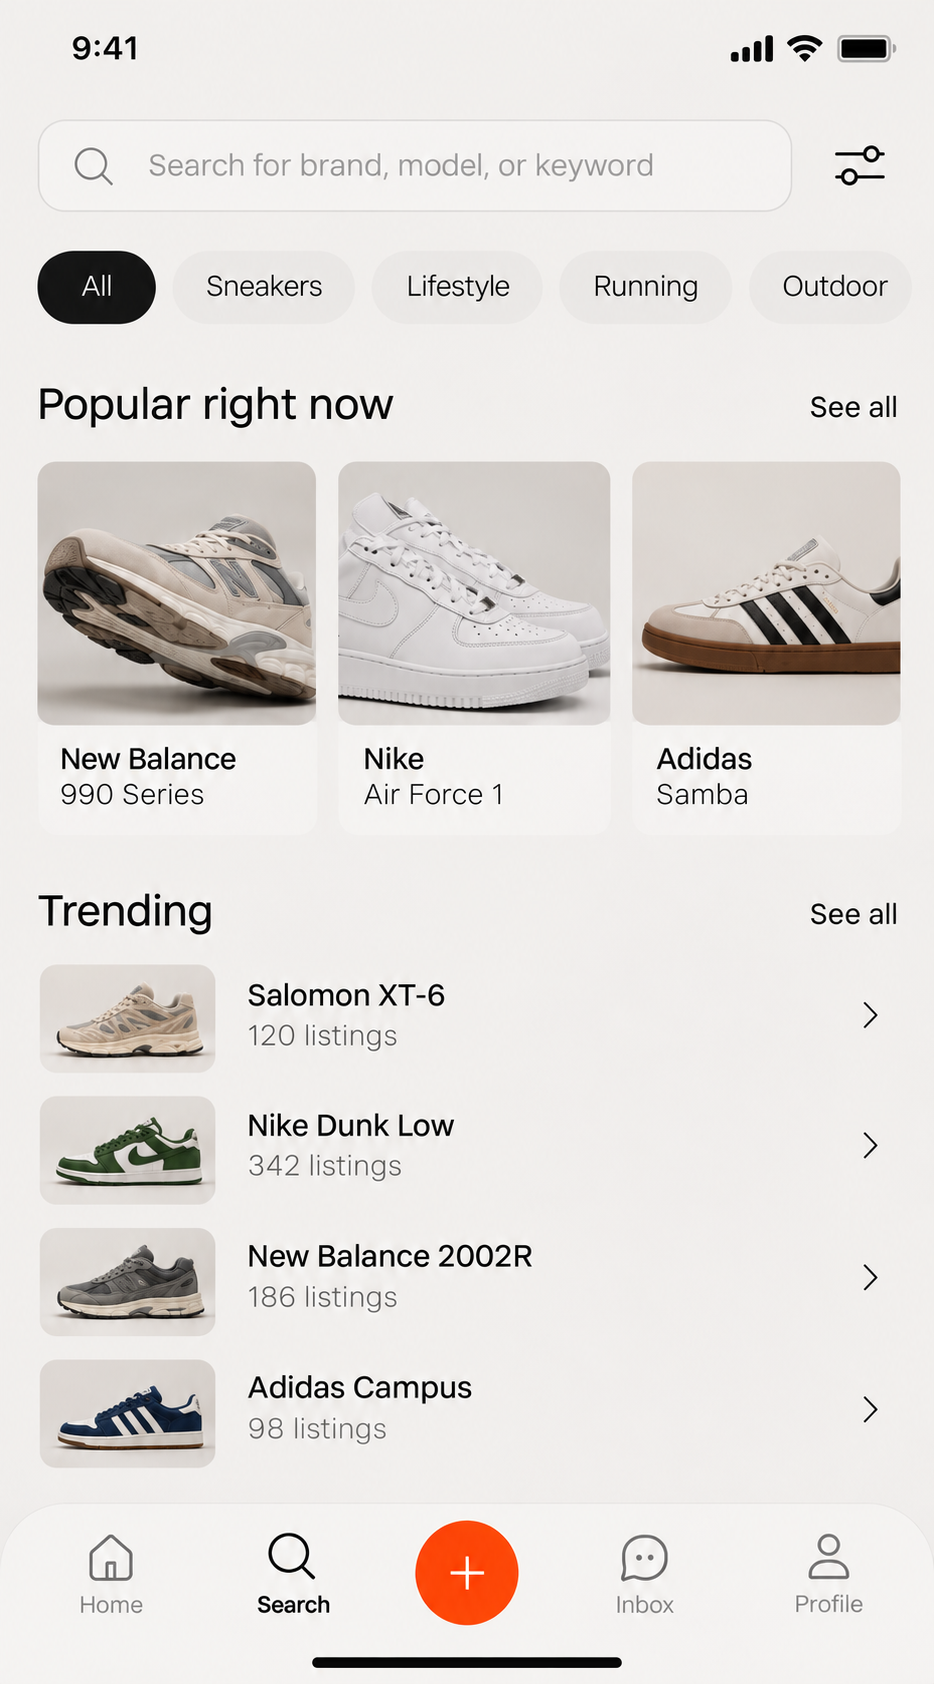 9:41
Search for brand, model, or keyword
All
Sneakers
Lifestyle
Running
Outdoor
Popular right now
See all
New Balance
990 Series
Nike
Air Force 1
Adidas
Samba
Trending
See all
Salomon XT-6
120 listings
Nike Dunk Low
342 listings
New Balance 2002R
186 listings
Adidas Campus
98 listings
Home
Search
Inbox
Profile